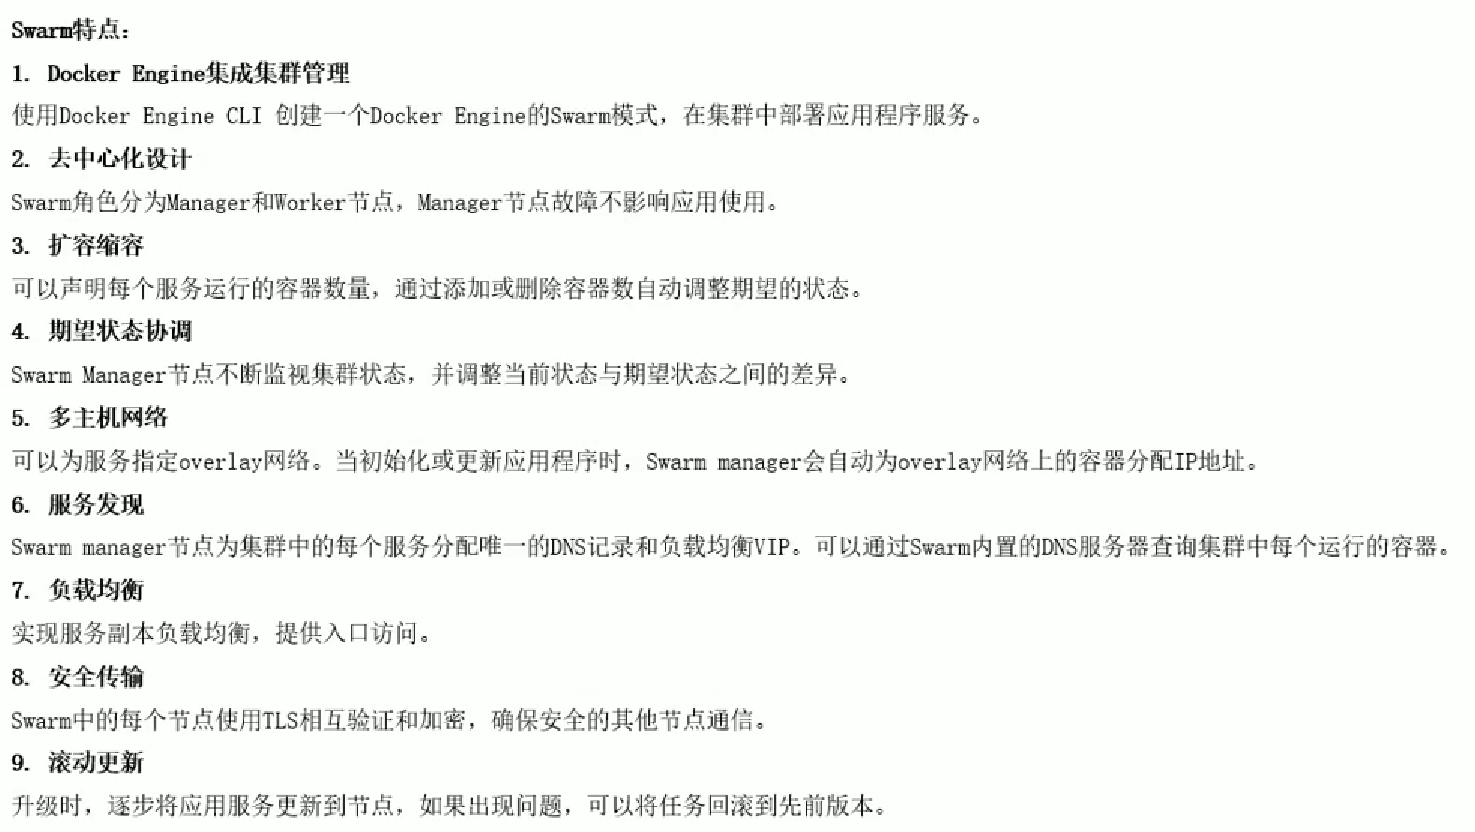 Swarm特点：
1. Docker Engine集成集群管理
使用Docker Engine CLI 创建一个Docker Engine的Swarm模式，在集群中部署应用程序服务。
2. 去中心化设计
Swarm角色分为Manager和Worker节点，Manager节点故障不影响应用使用。
3. 扩容缩容
可以声明每个服务运行的容器数量，通过添加或删除容器数自动调整期望的状态。
4. 期望状态协调
Swarm Manager节点不断监视集群状态，并调整当前状态与期望状态之间的差异。
5. 多主机网络
可以为服务指定overlay网络。当初始化或更新应用程序时，Swarm manager会自动为overlay网络上的容器分配IP地址。
6. 服务发现
Swarm manager节点为集群中的每个服务分配唯一的DNS记录和负载均衡VIP。可以通过Swarm内置的DNS服务器查询集群中每个运行的容器。
7. 负载均衡
实现服务副本负载均衡，提供入口访问。
8. 安全传输
Swarm中的每个节点使用TLS相互验证和加密，确保安全的其他节点通信。
9. 滚动更新
升级时，逐步将应用服务更新到节点，如果出现问题，可以将任务回滚到先前版本。